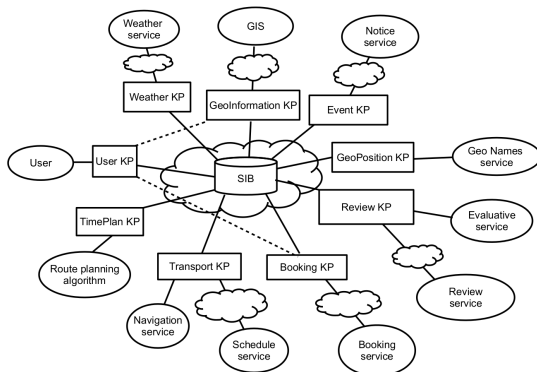 Weather
service
GIS
Notice
service
Weather KP
GeoInformation KP
Event KP
User
User KP
SIB
GeoPosition KP
Geo Names
service
TimePlan KP
Review KP
Evaluative
service
Route planning
algorithm
Transport KP
Booking KP
Navigation
service
Schedule
service
Booking
service
Review
service